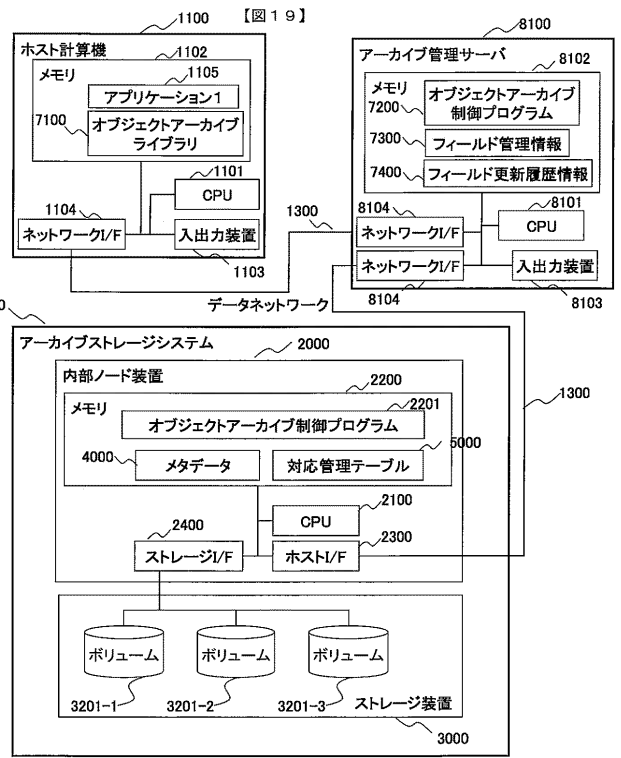 【図19】
1100
ホスト計算機
1102
メモリ
1105
アプリケーション1
7100
オブジェクトアーカイブ
ライブラリ
1101
CPU
1104
ネットワークI/F
入出力装置
1103
8100
アーカイブ管理サーバ
8102
メモリ
7200
オブジェクトアーカイブ
制御プログラム
7300
フィールド管理情報
7400
フィールド更新履歴情報
8101
CPU
8104
ネットワークI/F
ネットワークI/F
8104
入出力装置
8103
1300
データネットワーク
0
アーカイブストレージシステム
2000
内部ノード装置
2200
メモリ
2201
オブジェクトアーカイブ制御プログラム
4000
メタデータ
5000
対応管理テーブル
2100
CPU
2400
ストレージI/F
2300
ホストI/F
1300
ボリューム
ボリューム
ボリューム
3201-1
3201-2
3201-3
ストレージ装置
3000